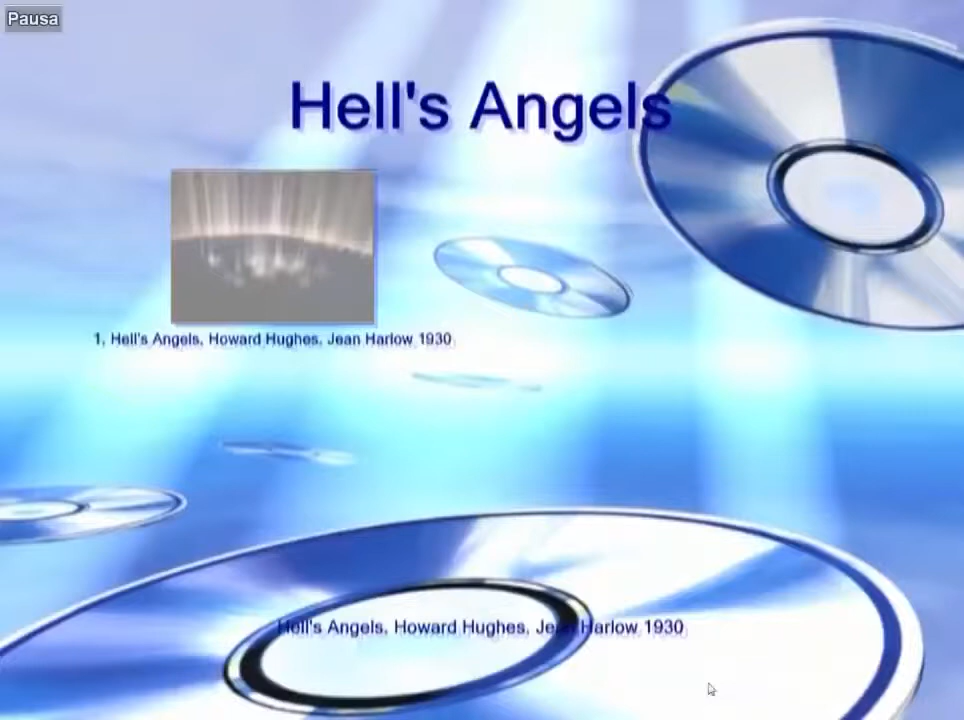 Pausa
Hell's Angels
1, Hell's Angels, Howard Hughes, Jean Harlow 1930
Hell's Angels, Howard Hughes, Jean Harlow 1930